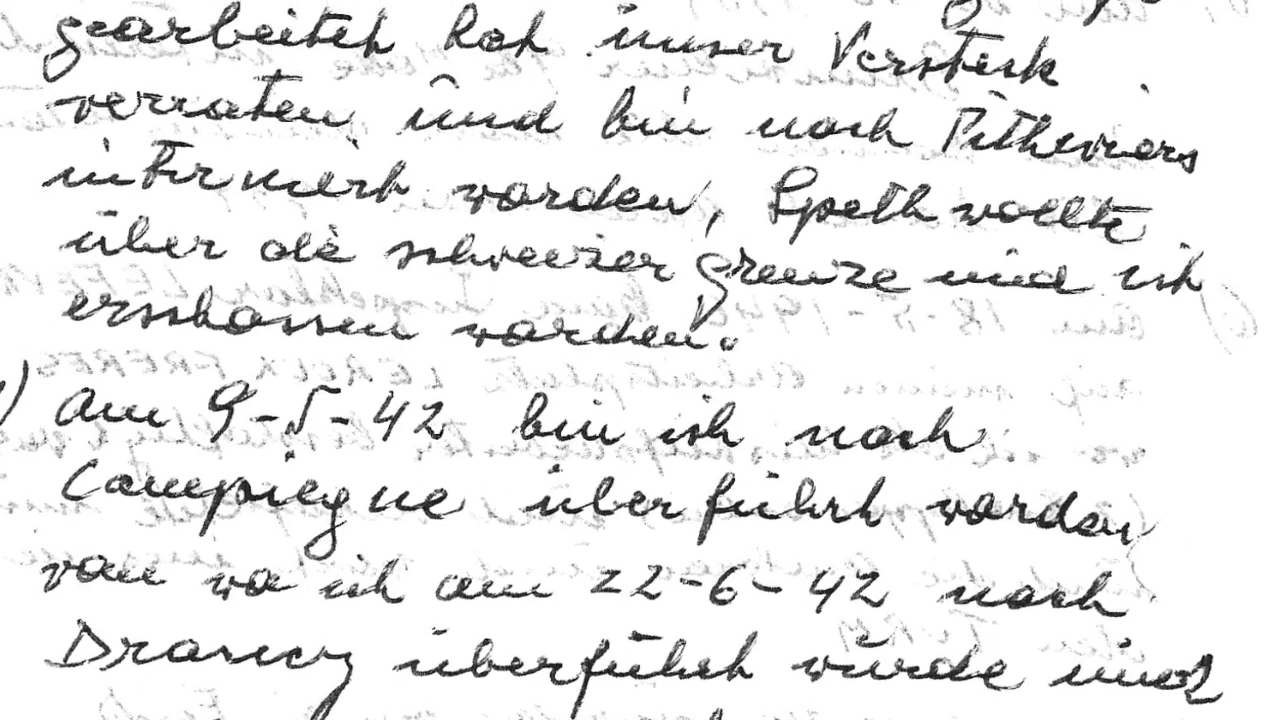 gearbeitet hat unser Versteck
verraten und bin nach Pithiviers
interniert worden, Speth wollte
über die schweizer grenze und ist
erschossen worden.
Am 9-5-42 bin ich nach
Compiegne überführt worden
von wo ich am 22-6-42 nach
Drancy überführt wurde und